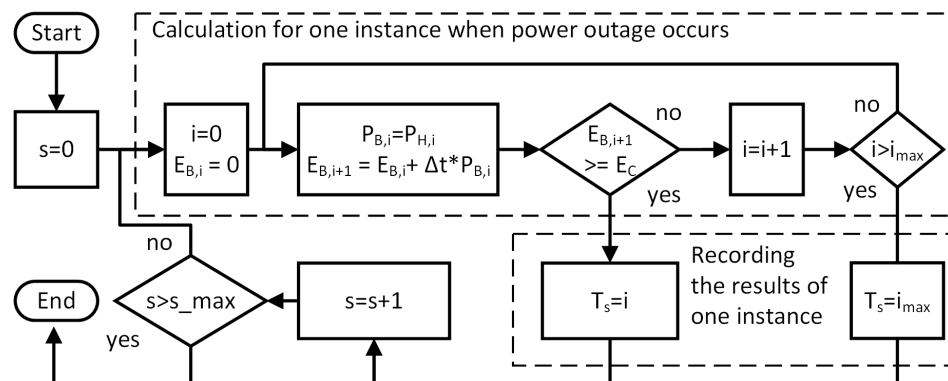 Start
Calculation for one instance when power outage occurs
s=0
i=0
E_B,i = 0
P_B,i=P_H,i
E_B,i+1 = E_B,i+ Δt*P_B,i
E_B,i+1
>= E_C
no
yes
i=i+1
i>i_max
no
yes
End
no
s>s_max
yes
s=s+1
T_s=i
Recording
the results of
one instance
T_s=i_max